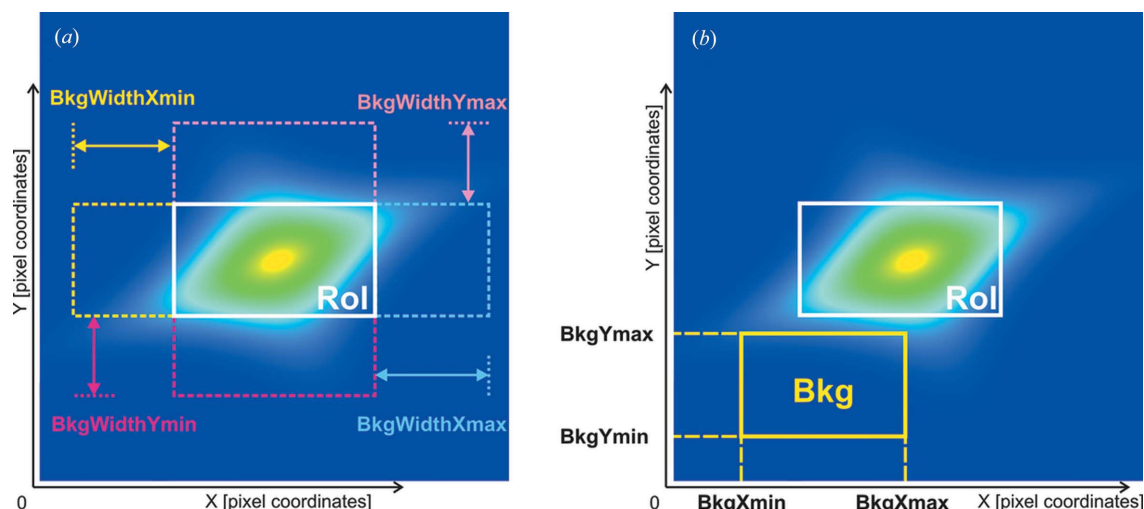 (a)
BkgWidthXmin
BkgWidthYmax
RoI
BkgWidthYmin
BkgWidthXmax
Y [pixel coordinates]
0
X [pixel coordinates]
(b)
RoI
BkgYmax
Bkg
BkgYmin
Y [pixel coordinates]
0
BkgXmin
BkgXmax
X [pixel coordinates]